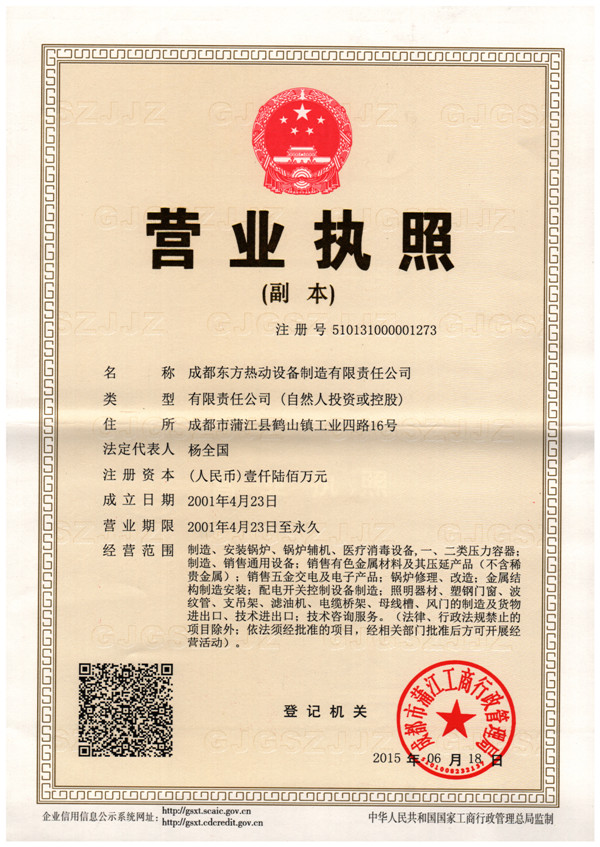 营业执照
(副 本)
注 册 号 510131000001273
名 称 成都东方热动设备制造有限责任公司
类 型 有限责任公司 (自然人投资或控股)
住 所 成都市蒲江县鹤山镇工业四路16号
法定代表人 杨全国
注 册 资 本 (人民币)壹仟陆佰万元
成 立 日 期 2001年4月23日
营 业 期 限 2001年4月23日至永久
经 营 范 围 制造、安装锅炉、锅炉辅机、医疗消毒设备,一、二类压力容器;
制造、销售通用设备;销售有色金属材料及其压延产品(不含稀
贵金属);销售五金交电及电子产品;锅炉修理、改造;金属结
构制造安装;配电开关控制设备制造;照明器材、塑钢门窗、波
纹管、支吊架、滤油机、电缆桥架、母线槽、风门的制造及货物
进出口、技术进出口;技术咨询服务。(法律、行政法规禁止的
项目除外;依法须经批准的项目,经相关部门批准后方可开展经
营活动)。
登 记 机 关
成都市蒲江工商行政管理局
2015 年 06 月 18 日
企业信用信息公示系统网址: http://gsxt.scaic.gov.cn
http://gsxt.cdcredit.gov.cn
中华人民共和国国家工商行政管理总局监制